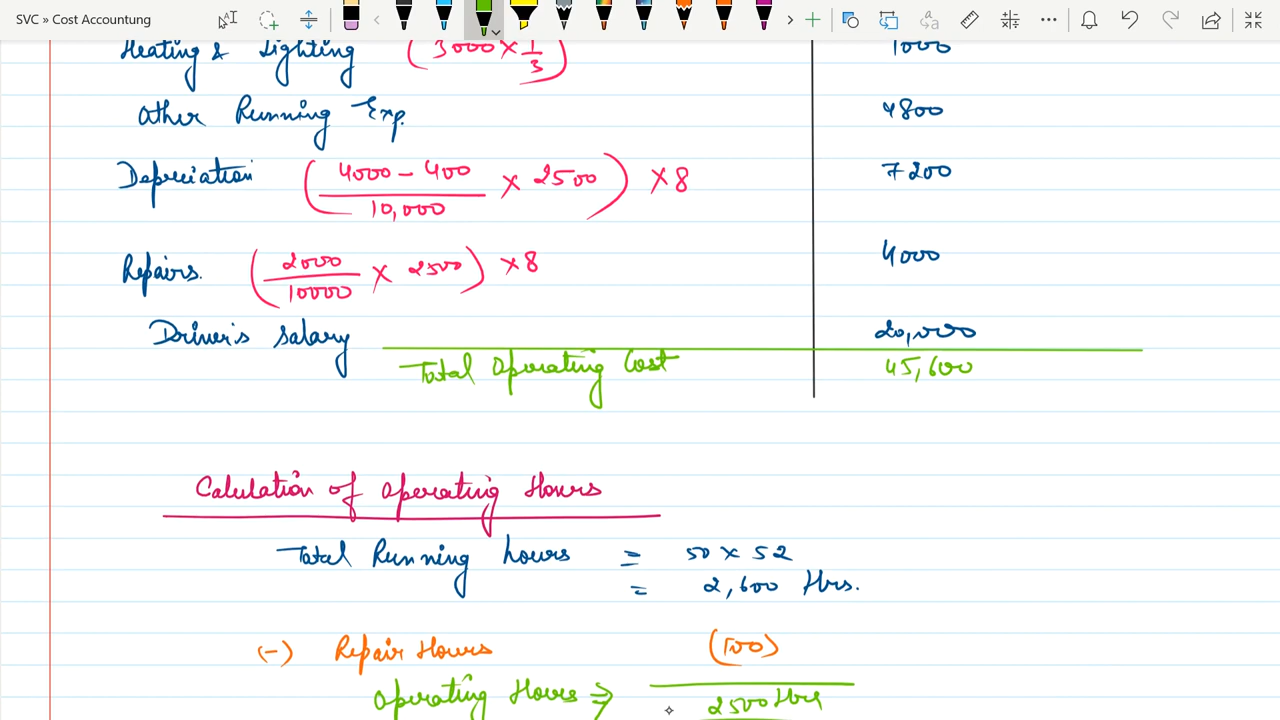 SVC » Cost Accountung
Heating & Lighting (3000 × 1/3) 1000
Other Running Exp. 4800
Depreciation (4000 – 400 / 10,000 × 2500) × 8 7200
Repairs. (2000 / 10000 × 2500) × 8 4000
Driver's Salary 20,000
Total Operating Cost 45,600
Calculation of Operating Hours
Total Running hours = 50 × 52
= 2,600 Hrs.
(-) Repair Hours (100)
Operating Hours ⇒ 2500 Hrs